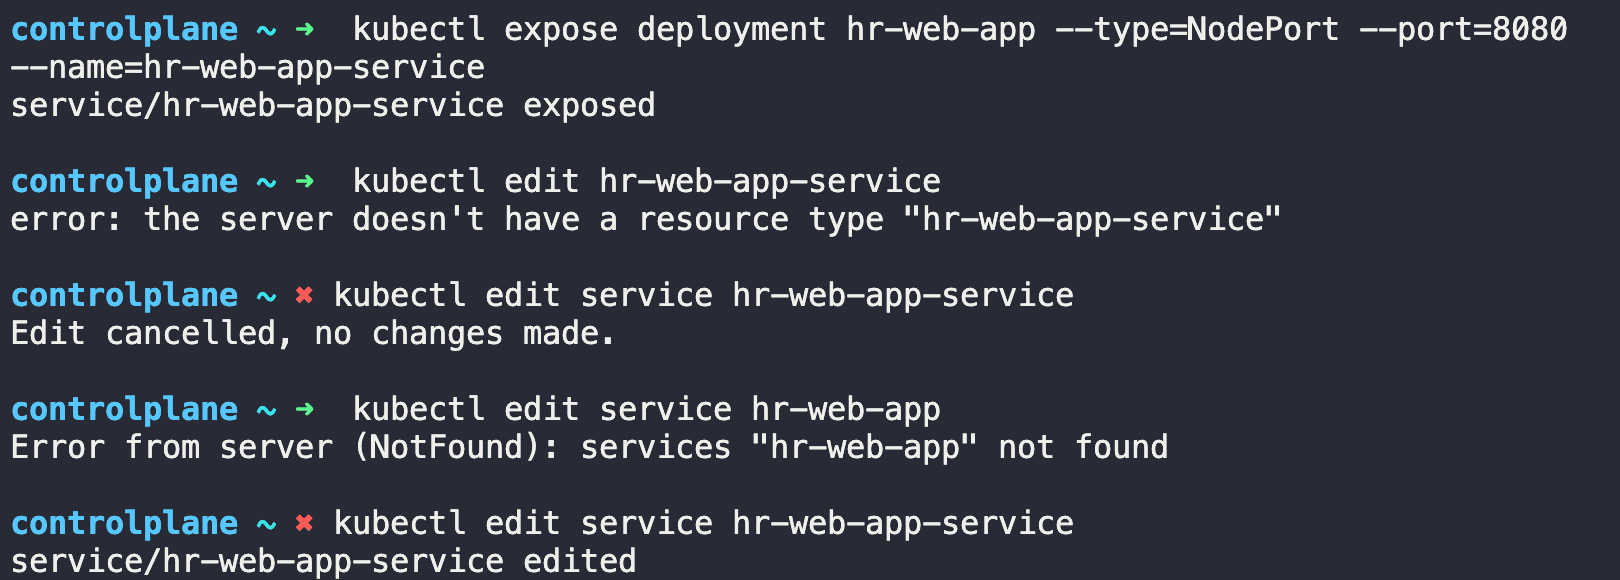 controlplane ~ ➜  kubectl expose deployment hr-web-app --type=NodePort --port=8080
--name=hr-web-app-service
service/hr-web-app-service exposed
controlplane ~ ➜  kubectl edit hr-web-app-service
error: the server doesn't have a resource type "hr-web-app-service"
controlplane ~ ✖ kubectl edit service hr-web-app-service
Edit cancelled, no changes made.
controlplane ~ ➜  kubectl edit service hr-web-app
Error from server (NotFound): services "hr-web-app" not found
controlplane ~ ✖ kubectl edit service hr-web-app-service
service/hr-web-app-service edited